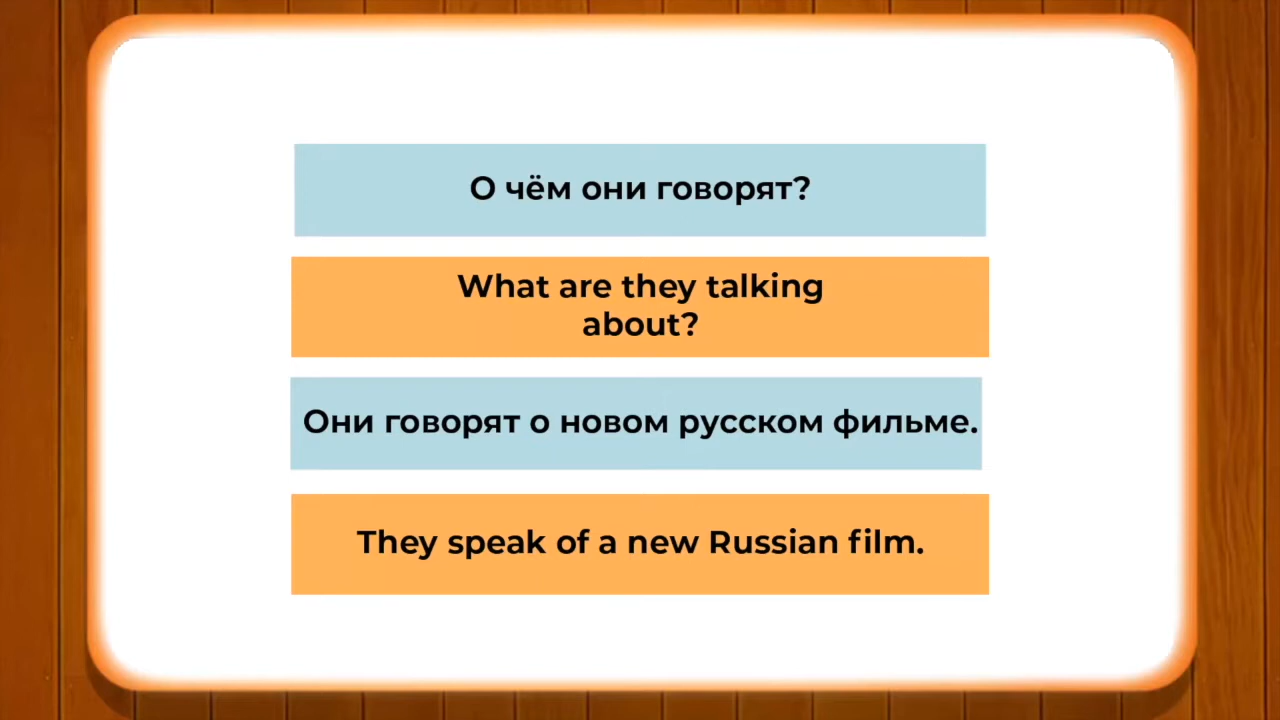 О чём они говорят?
What are they talking
about?
Они говорят о новом русском фильме.
They speak of a new Russian film.